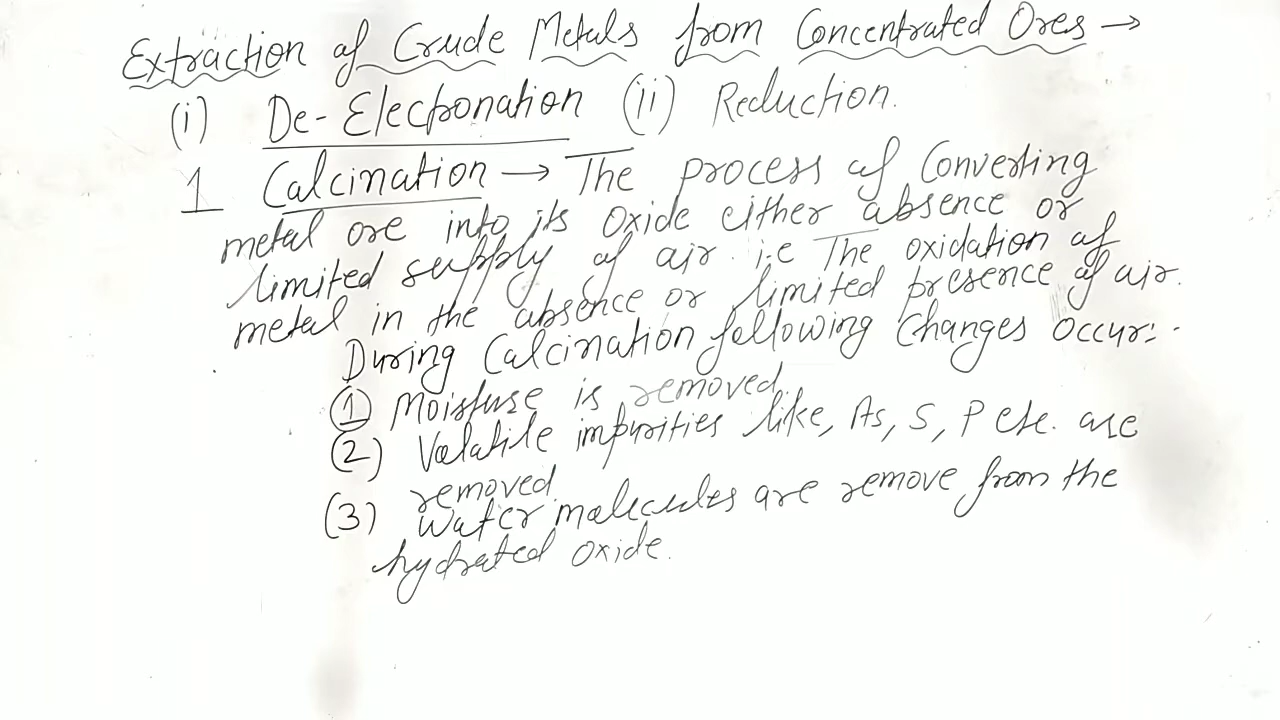 Extraction of Crude Metals from Concentrated Ores →
(i) De-Electronation (ii) Reduction.
1 Calcination → The process of Converting
metal ore into its Oxide either absence or
limited supply of air i.e The oxidation of
metal in the absence or limited presence of air.
During Calcination following Changes Occur:-
(1) Moisture is removed.
(2) Volatile impurities like, As, S, P etc. are
removed.
(3) Water molecules are remove from the
hydrated oxide.